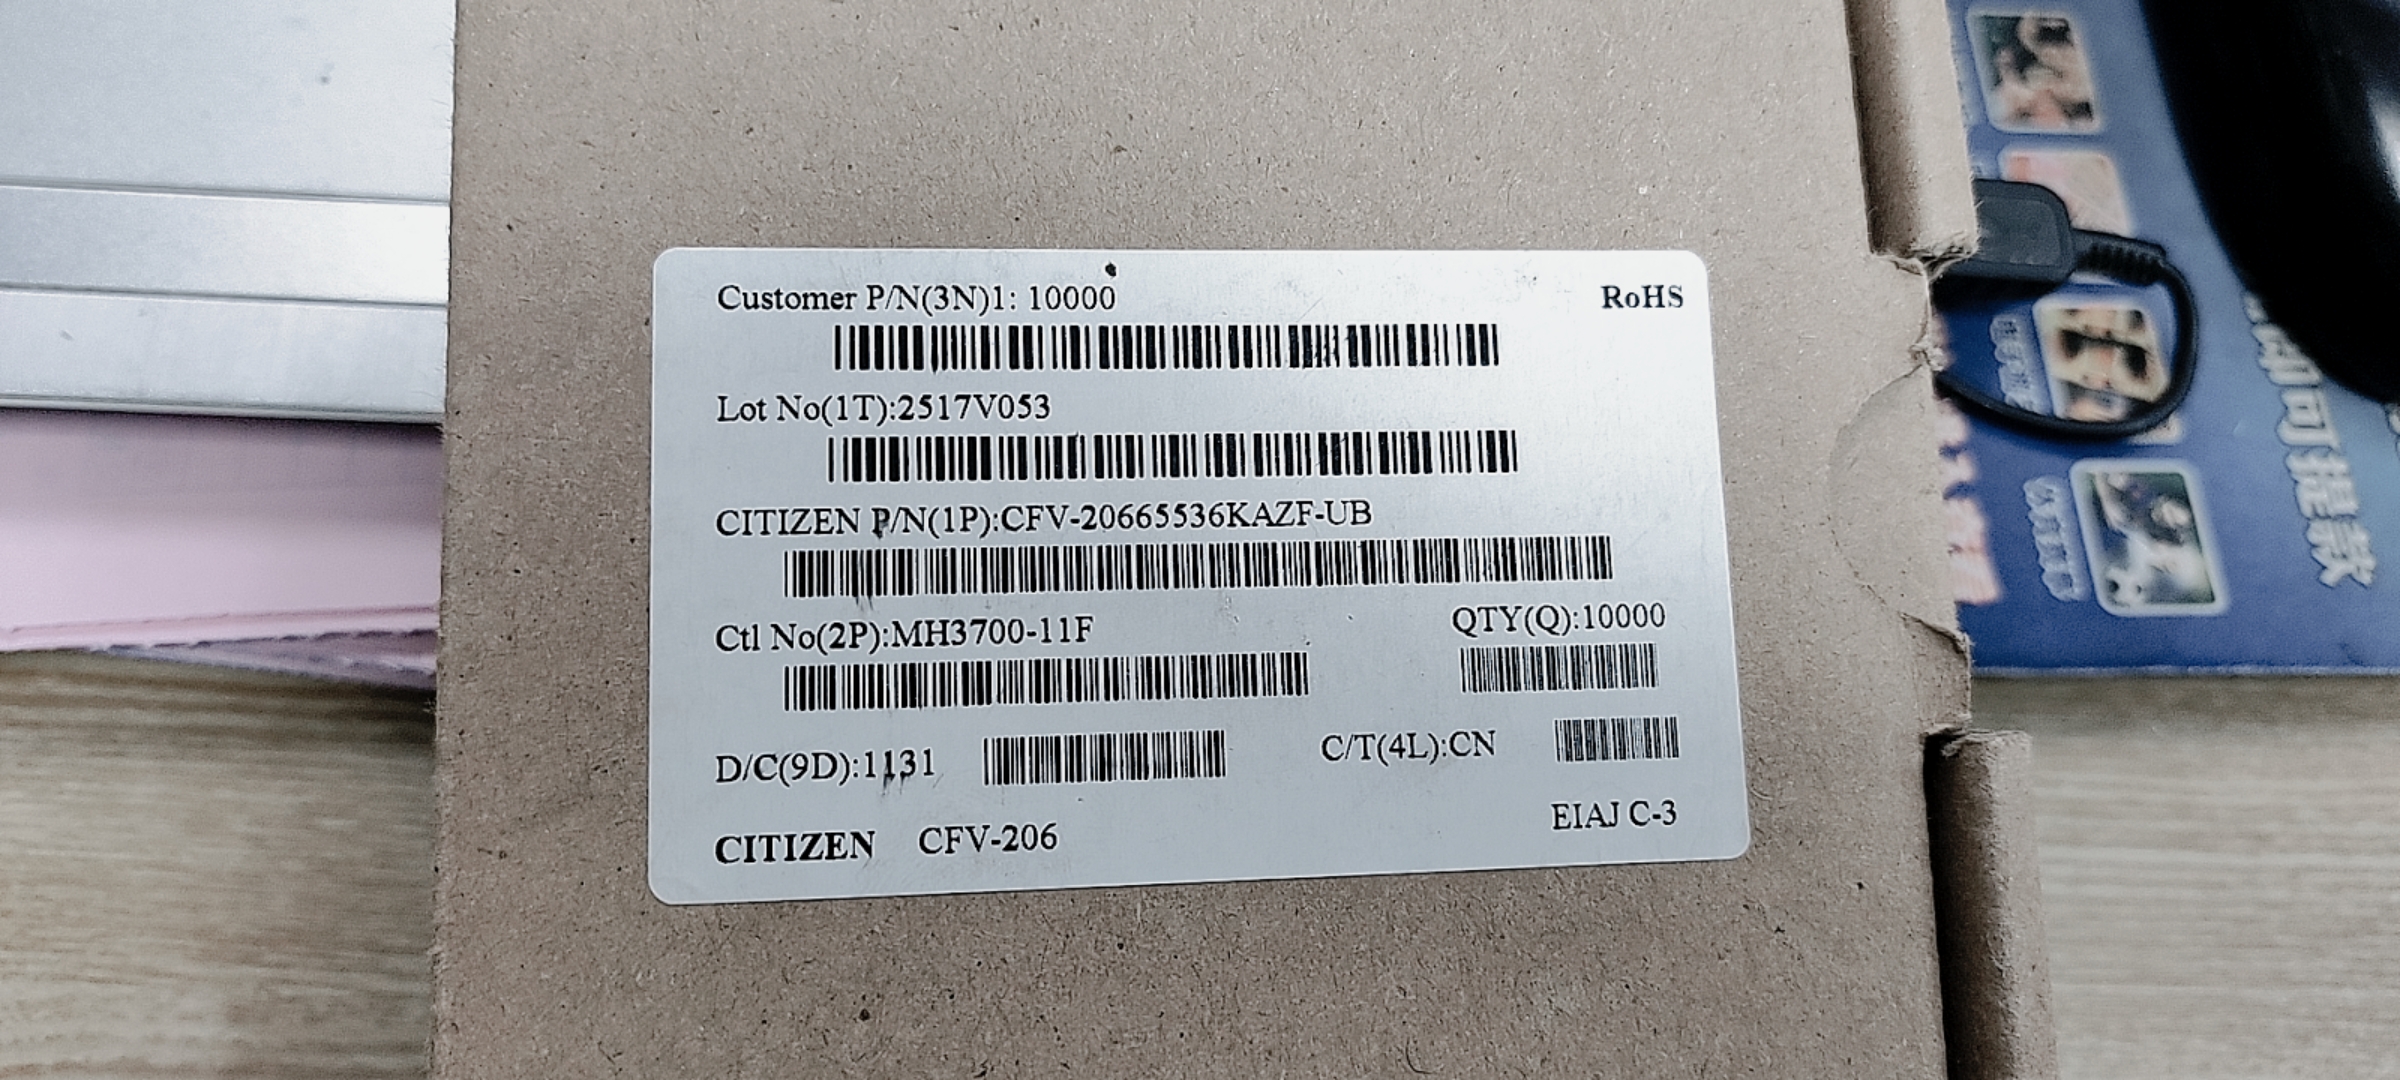 Customer P/N(3N)1: 10000
RoHS
Lot No(1T):2517V053
CITIZEN P/N(1P):CFV-20665536KAZF-UB
Ctl No(2P):MH3700-11F
QTY(Q):10000
D/C(9D):1131
C/T(4L):CN
EIAJ C-3
CITIZEN CFV-206
即可提款